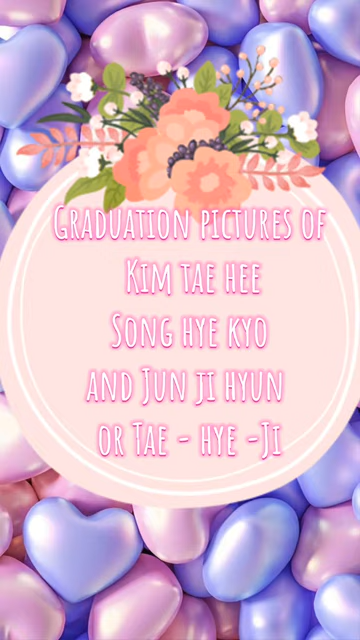 Graduation pictures of
Kim tae hee
Song hye kyo
and Jun ji hyun
or Tae - hye -Ji